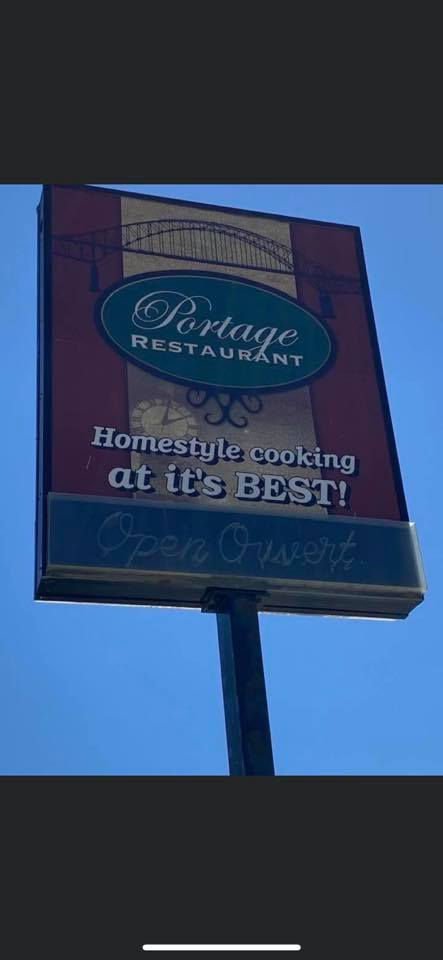 Portage
RESTAURANT
Homestyle cooking
at it's BEST!
Open Ouvert